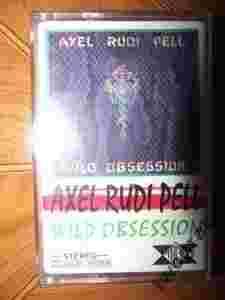 AXEL RUDI PELL
WILD OBSESSION
AXEL RUDI PELL
WILD OBSESSION
STEREO